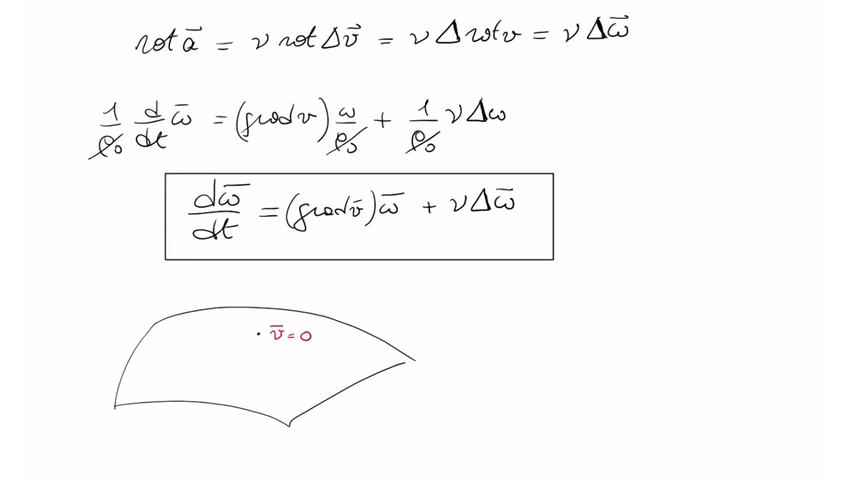 rot a⃗ = ν rot Δv⃗ = ν Δ rot v = ν Δω⃗
1/ρ₀ d/dt ω̅ = (grad v) ω/ρ₀ + 1/ρ₀ ν Δω
dω̅/dt = (grad v̅) ω̅ + ν Δω̅
v̅ = 0